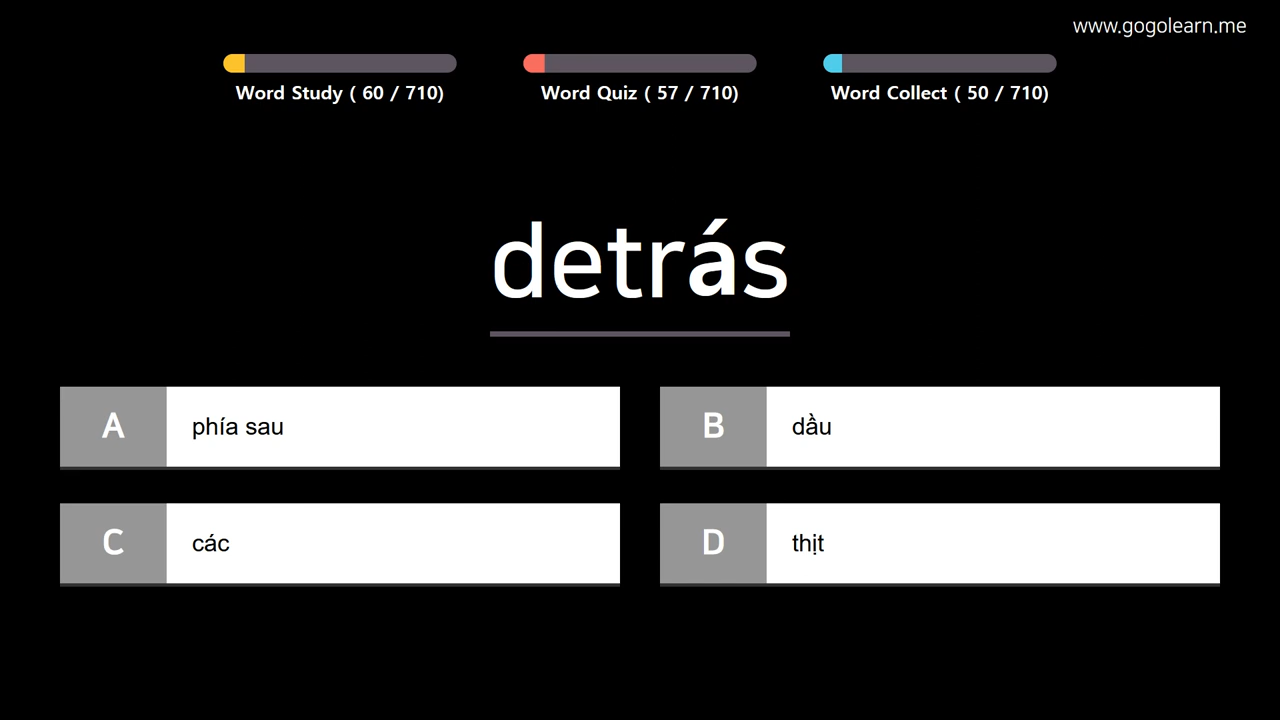 www.gogolearn.me
Word Study ( 60 / 710)
Word Quiz ( 57 / 710)
Word Collect ( 50 / 710)
detrás
A phía sau
B dầu
C các
D thịt